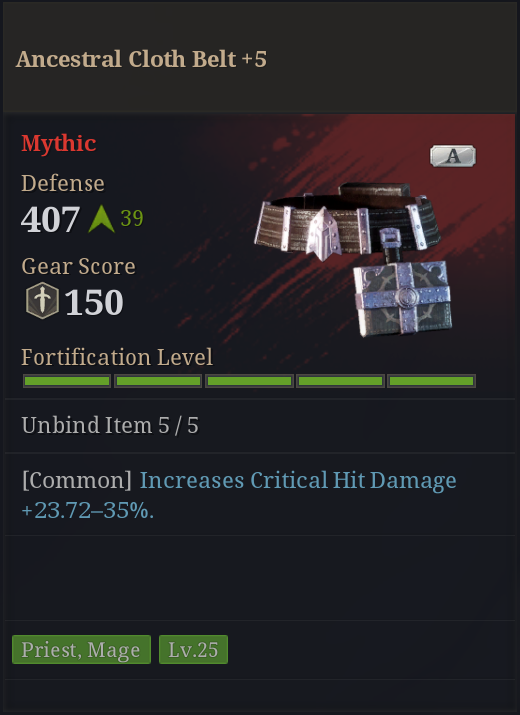 Ancestral Cloth Belt +5
Mythic
A
Defense
407 39
Gear Score
150
Fortification Level
Unbind Item 5 / 5
[Common] Increases Critical Hit Damage
+23.72–35%.
Priest, Mage Lv.25